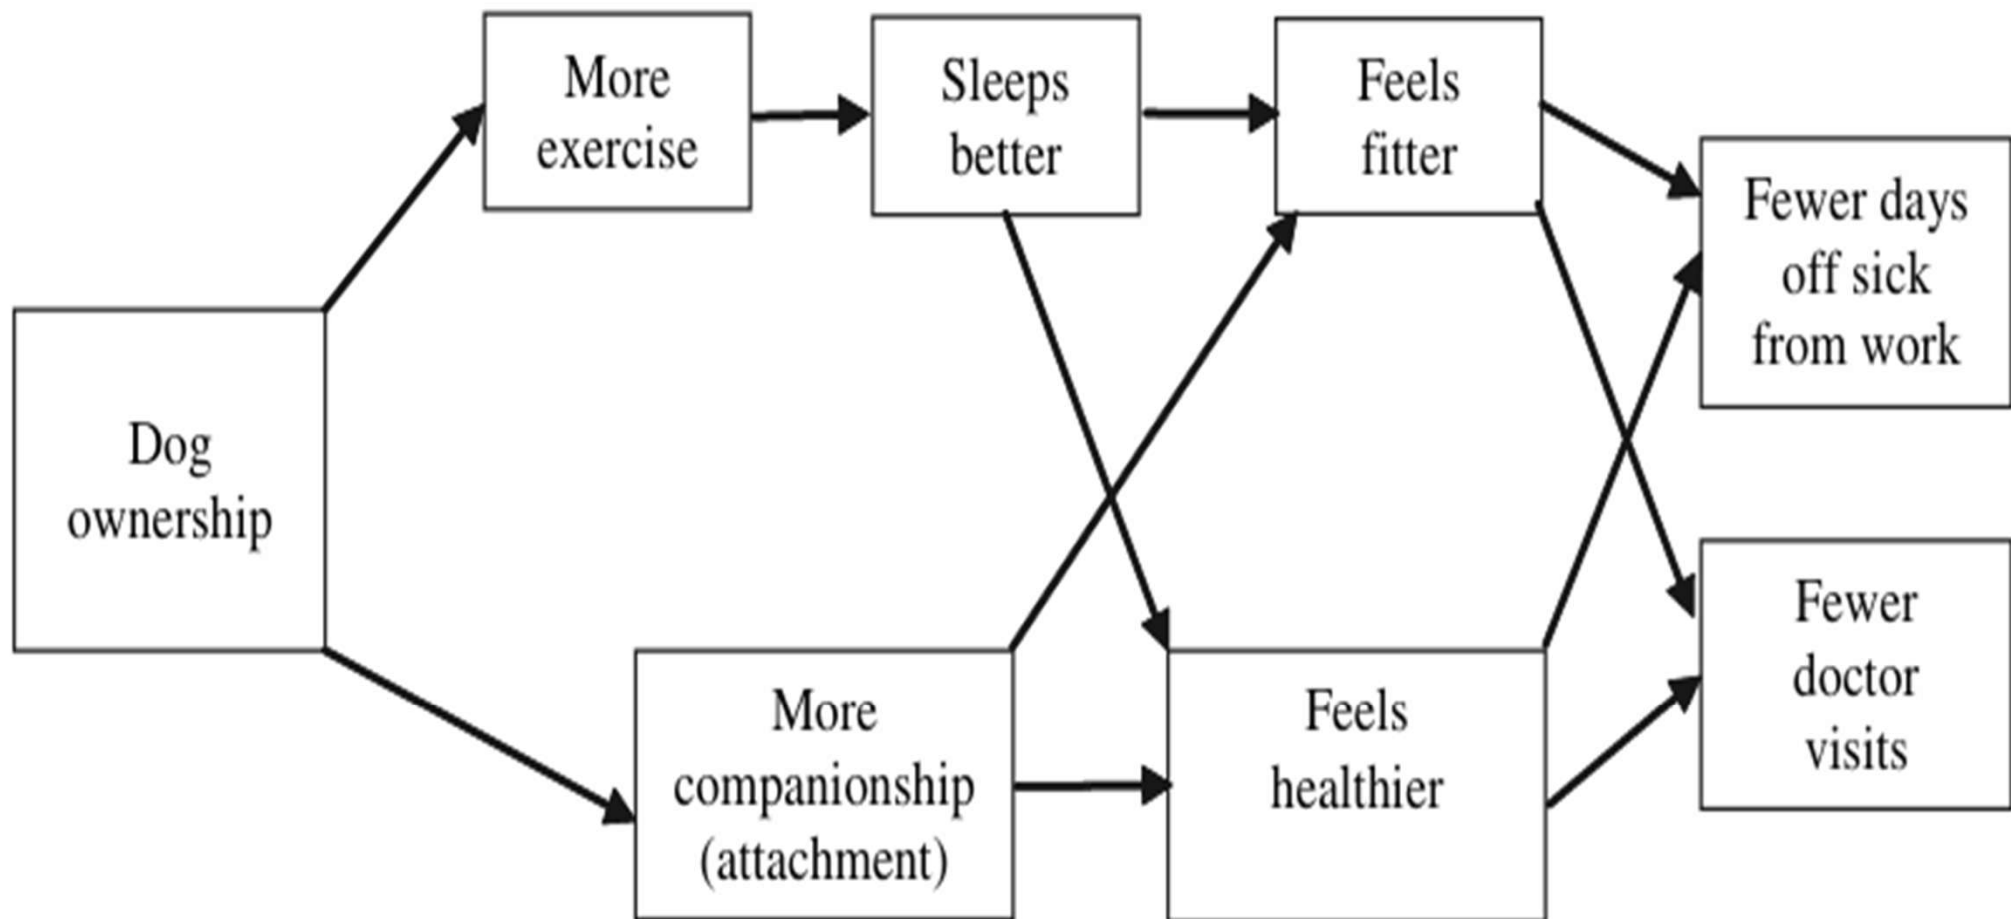 More
exercise
Sleeps
better
Feels
fitter
Fewer days
off sick
from work
Dog
ownership
More
companionship
(attachment)
Feels
healthier
Fewer
doctor
visits